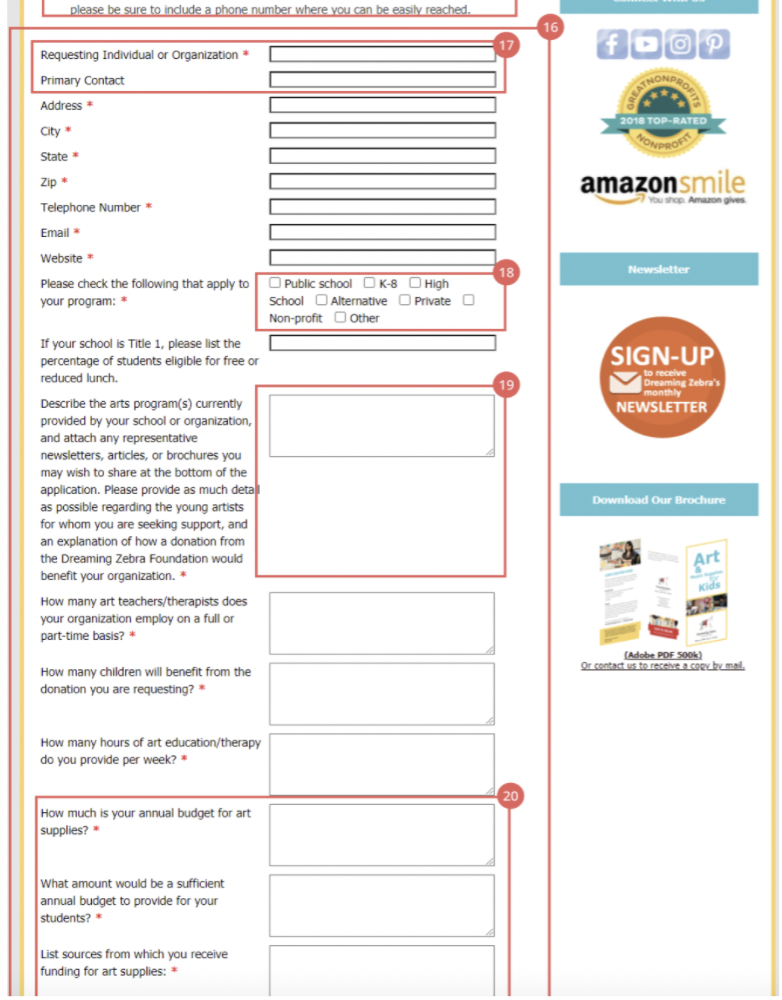 please be sure to include a phone number where you can be easily reached.
16
17
Requesting Individual or Organization *
Primary Contact
Address *
City *
State *
Zip *
Telephone Number *
Email *
Website *
18
Please check the following that apply to
your program: *
Public school K-8 High
School Alternative Private
Non-profit Other
If your school is Title 1, please list the
percentage of students eligible for free or
reduced lunch.
19
Describe the arts program(s) currently
provided by your school or organization,
and attach any representative
newsletters, articles, or brochures you
may wish to share at the bottom of the
application. Please provide as much detail
as possible regarding the young artists
for whom you are seeking support, and
an explanation of how a donation from
the Dreaming Zebra Foundation would
benefit your organization. *
How many art teachers/therapists does
your organization employ on a full or
part-time basis? *
How many children will benefit from the
donation you are requesting? *
How many hours of art education/therapy
do you provide per week? *
20
How much is your annual budget for art
supplies? *
What amount would be a sufficient
annual budget to provide for your
students? *
List sources from which you receive
funding for art supplies: *
Connect With Us
f
GREATNONPROFITS
2018 TOP-RATED
NONPROFIT
amazonsmile
You shop. Amazon gives.
Newsletter
SIGN-UP
to receive
Dreaming Zebra's
monthly
NEWSLETTER
Download Our Brochure
Art
&
for
Kids
(Adobe PDF 500k)
Or contact us to receive a copy by mail.